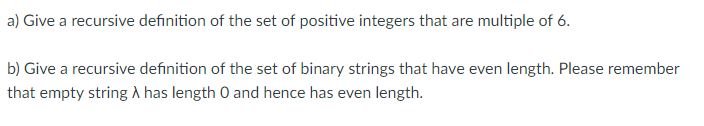 a) Give a recursive definition of the set of positive integers that are multiple of 6.
b) Give a recursive definition of the set of binary strings that have even length. Please remember
that empty string λ has length 0 and hence has even length.